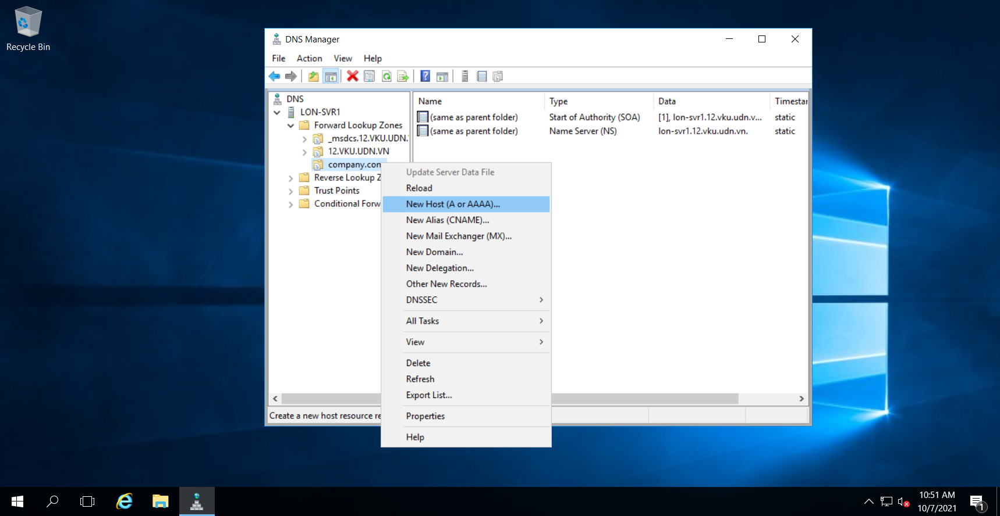 Recycle Bin
DNS Manager
File Action View Help
DNS
LON-SVR1
Forward Lookup Zones
_msdcs.12.VKU.UDN.
12.VKU.UDN.VN
company.com
Reverse Lookup Z
Trust Points
Conditional Forw
Name Type Data Timestar
(same as parent folder) Start of Authority (SOA) [1], lon-svr1.12.vku.udn.v... static
(same as parent folder) Name Server (NS) lon-svr1.12.vku.udn.vn. static
Update Server Data File
Reload
New Host (A or AAAA)...
New Alias (CNAME)...
New Mail Exchanger (MX)...
New Domain...
New Delegation...
Other New Records...
DNSSEC
All Tasks
View
Delete
Refresh
Export List...
Properties
Help
Create a new host resource re
10:51 AM
10/7/2021
1